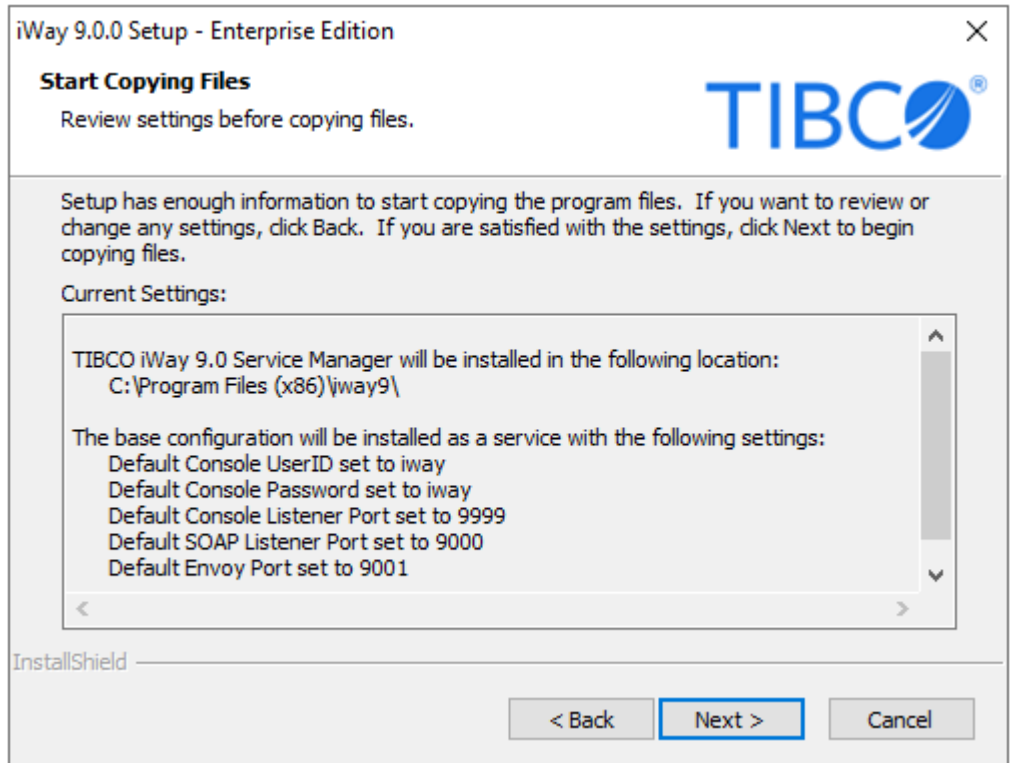 iWay 9.0.0 Setup - Enterprise Edition
Start Copying Files
Review settings before copying files.
TIBCO®
Setup has enough information to start copying the program files. If you want to review or
change any settings, click Back. If you are satisfied with the settings, click Next to begin
copying files.
Current Settings:
TIBCO iWay 9.0 Service Manager will be installed in the following location:
C:\Program Files (x86)\iway9\
The base configuration will be installed as a service with the following settings:
Default Console UserID set to iway
Default Console Password set to iway
Default Console Listener Port set to 9999
Default SOAP Listener Port set to 9000
Default Envoy Port set to 9001
InstallShield
< Back
Next >
Cancel